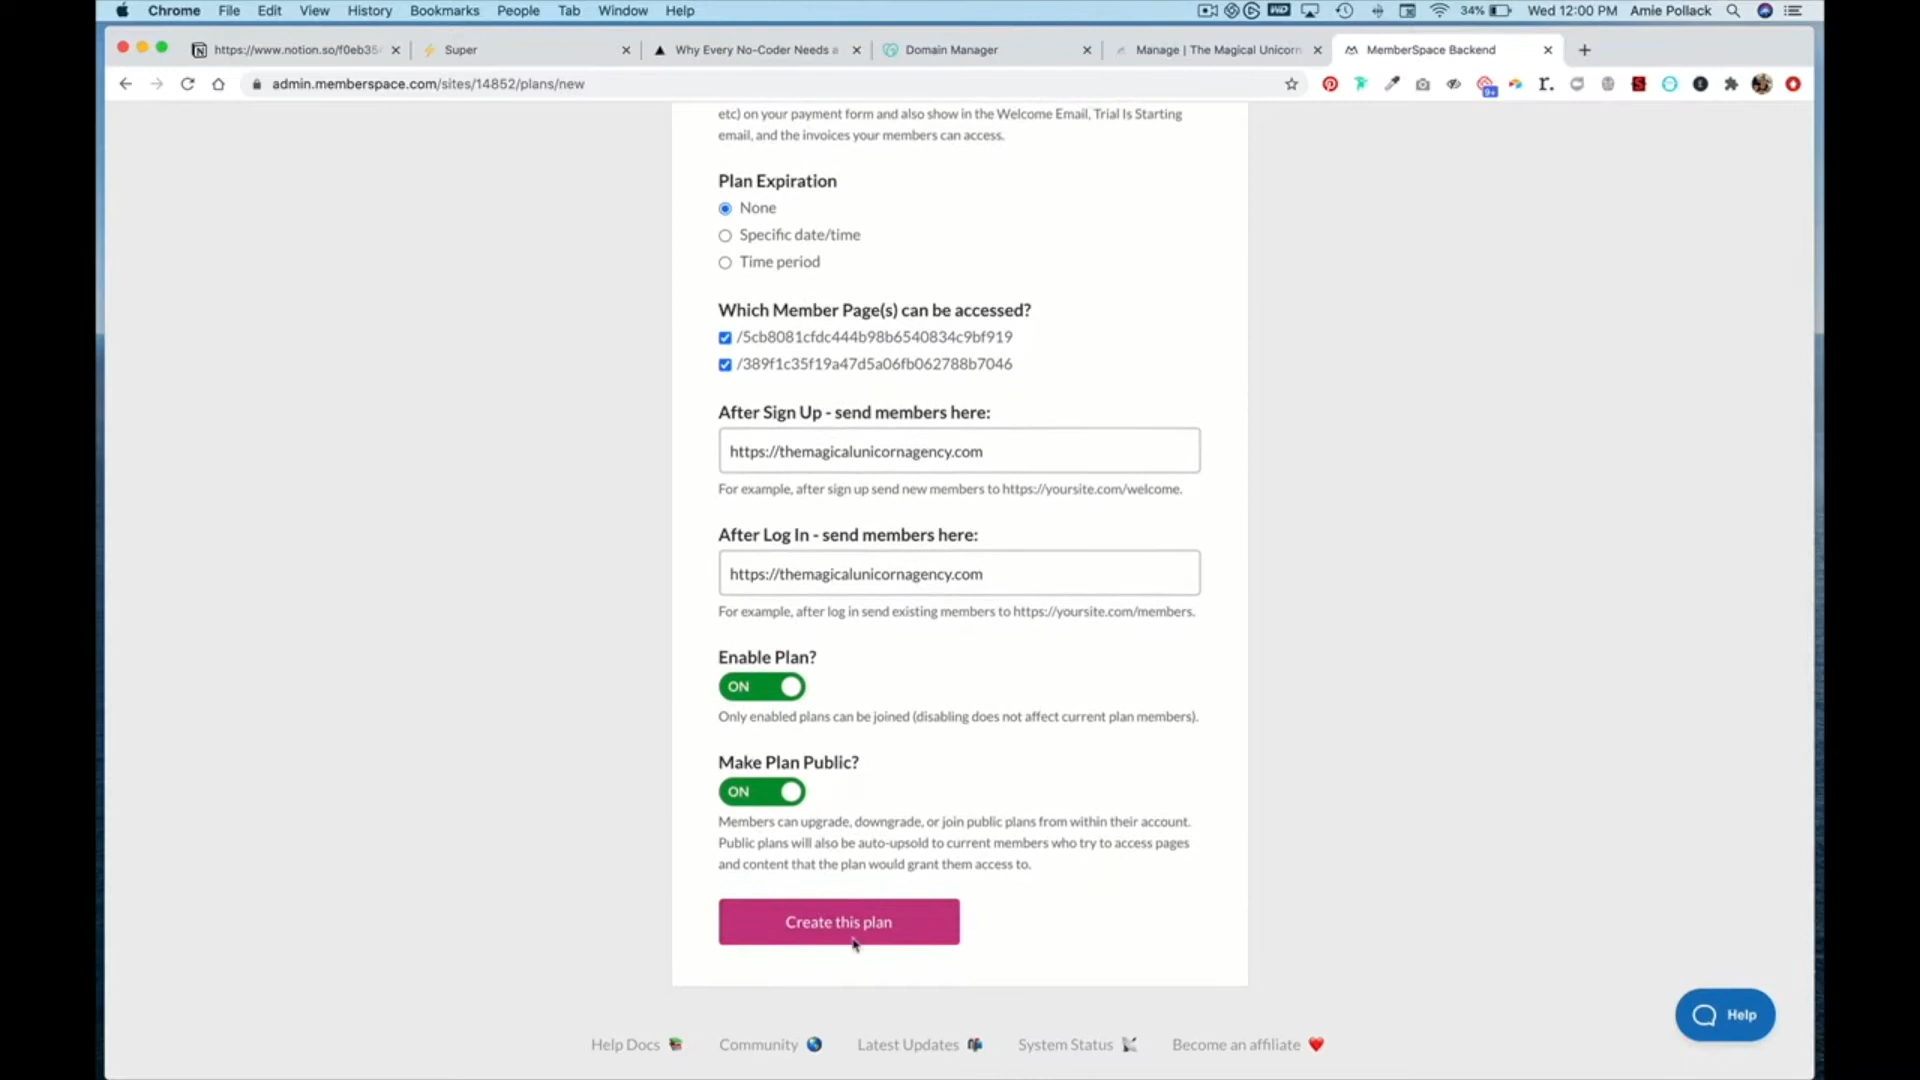 Chrome File Edit View History Bookmarks People Tab Window Help 34% Wed 12:00 PM Amie Pollack
https://www.notion.so/f0eb35 Super Why Every No-Coder Needs a Domain Manager Manage | The Magical Unicorn MemberSpace Backend
admin.memberspace.com/sites/14852/plans/new 9+
etc) on your payment form and also show in the Welcome Email, Trial Is Starting
email, and the invoices your members can access.
Plan Expiration
None
Specific date/time
Time period
Which Member Page(s) can be accessed?
/5cb8081cfdc444b98b6540834c9bf919
/389f1c35f19a47d5a06fb062788b7046
After Sign Up - send members here:
https://themagicalunicornagency.com
For example, after sign up send new members to https://yoursite.com/welcome.
After Log In - send members here:
https://themagicalunicornagency.com
For example, after log in send existing members to https://yoursite.com/members.
Enable Plan?
ON
Only enabled plans can be joined (disabling does not affect current plan members).
Make Plan Public?
ON
Members can upgrade, downgrade, or join public plans from within their account.
Public plans will also be auto-upsold to current members who try to access pages
and content that the plan would grant them access to.
Create this plan
Help
Help Docs Community Latest Updates System Status Become an affiliate